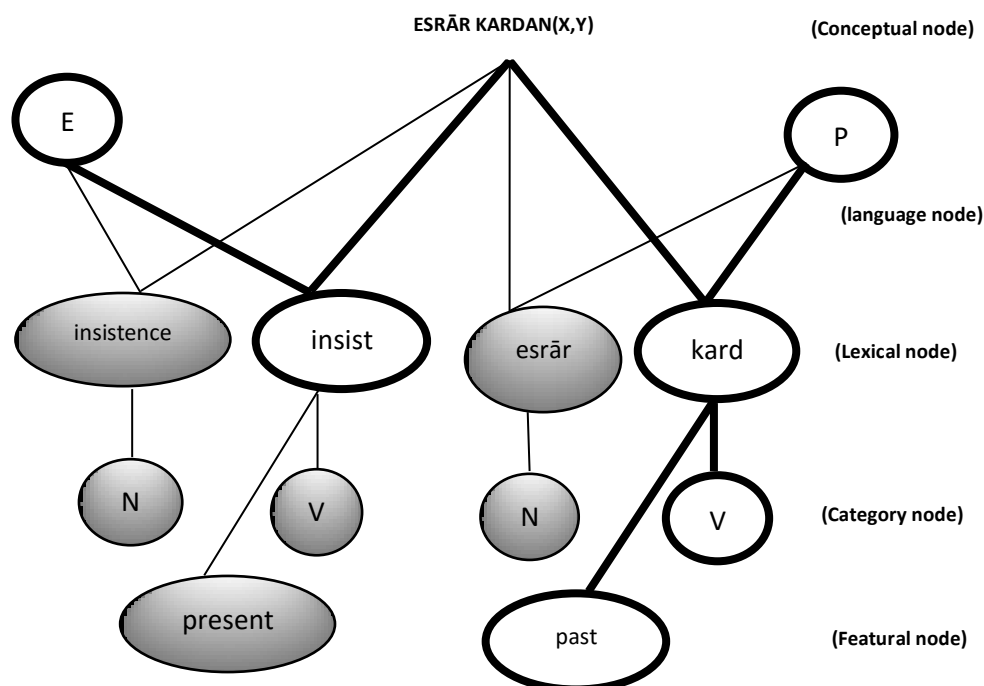 ESRĀR KARDAN(X,Y)
(Conceptual node)
E
P
(language node)
insistence
insist
esrār
kard
(Lexical node)
N
V
N
V
(Category node)
present
past
(Featural node)